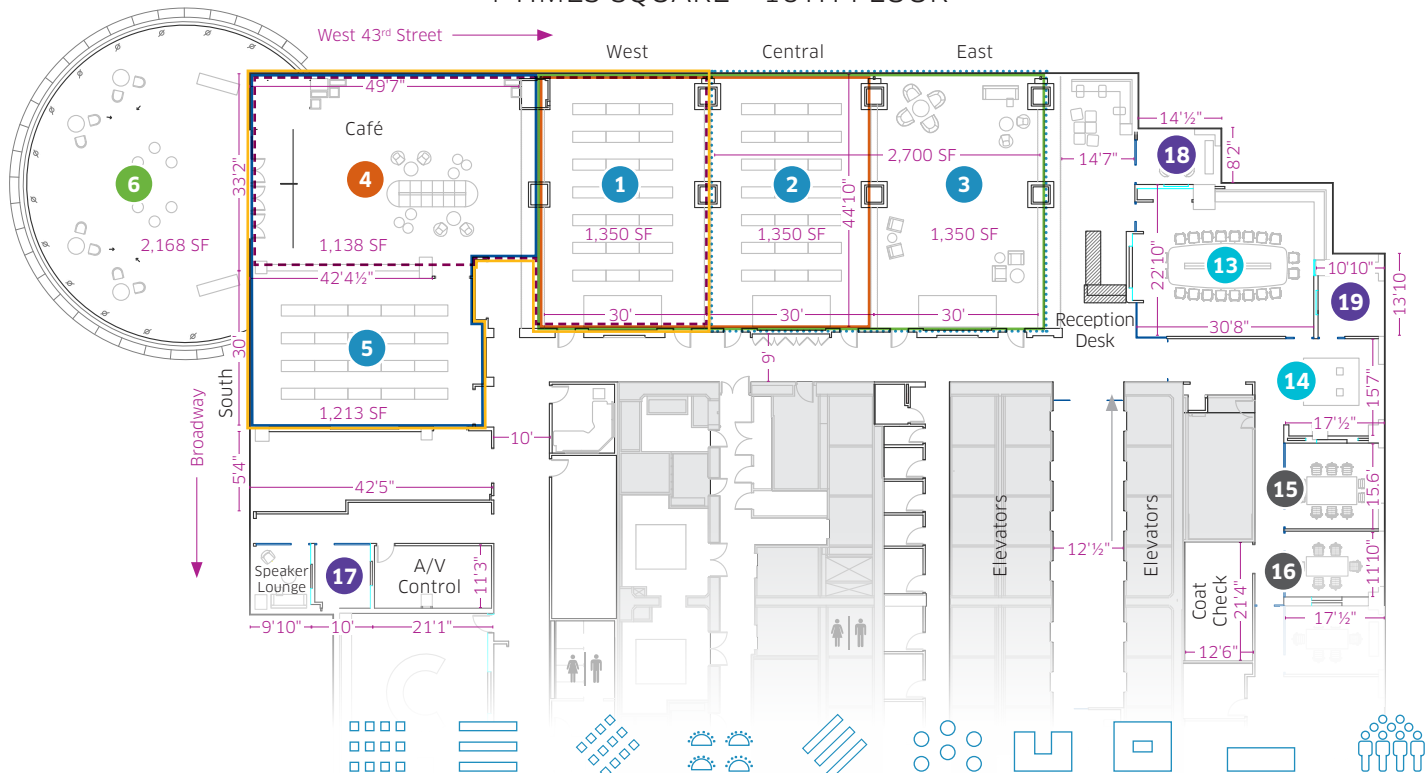 West 43rd Street
West
Central
East
49'7"
14'½"
Café
18
8'2"
2,700 SF
14'7"
6
4
1
2
3
33'2"
44'10"
2,168 SF
1,138 SF
1,350 SF
1,350 SF
1,350 SF
22'10"
13
10'10"
42'4½"
19
13'10
30'
30'
30'
Reception
Desk
30'8"
5
30'
9'
South
14
15'7"
1,213 SF
17'½"
10'
Broadway
5'4"
42'5"
15
15.6'
Elevators
12'½"
Elevators
Speaker
Lounge
17
A/V
Control
11'3"
16
11'10"
Coat
Check
21'4"
9'10"
10'
21'1"
17'½"
12'6"